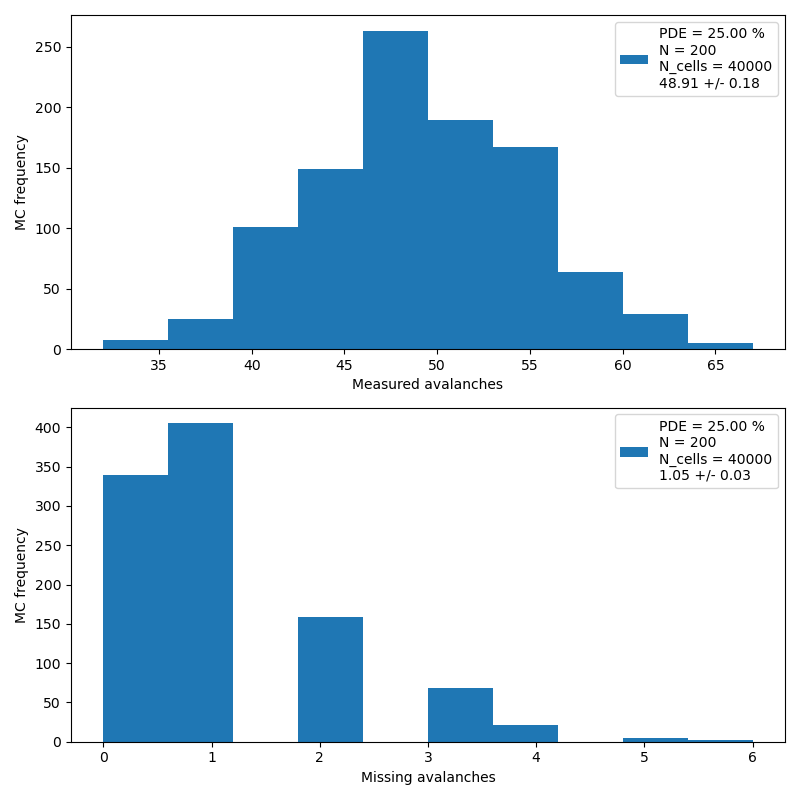 PDE = 25.00 %
N = 200
N_cells = 40000
48.91 +/- 0.18
MC frequency
250
200
150
100
50
0
35
40
45
50
55
60
65
Measured avalanches
PDE = 25.00 %
N = 200
N_cells = 40000
1.05 +/- 0.03
MC frequency
400
350
300
250
200
150
100
50
0
0
1
2
3
4
5
6
Missing avalanches